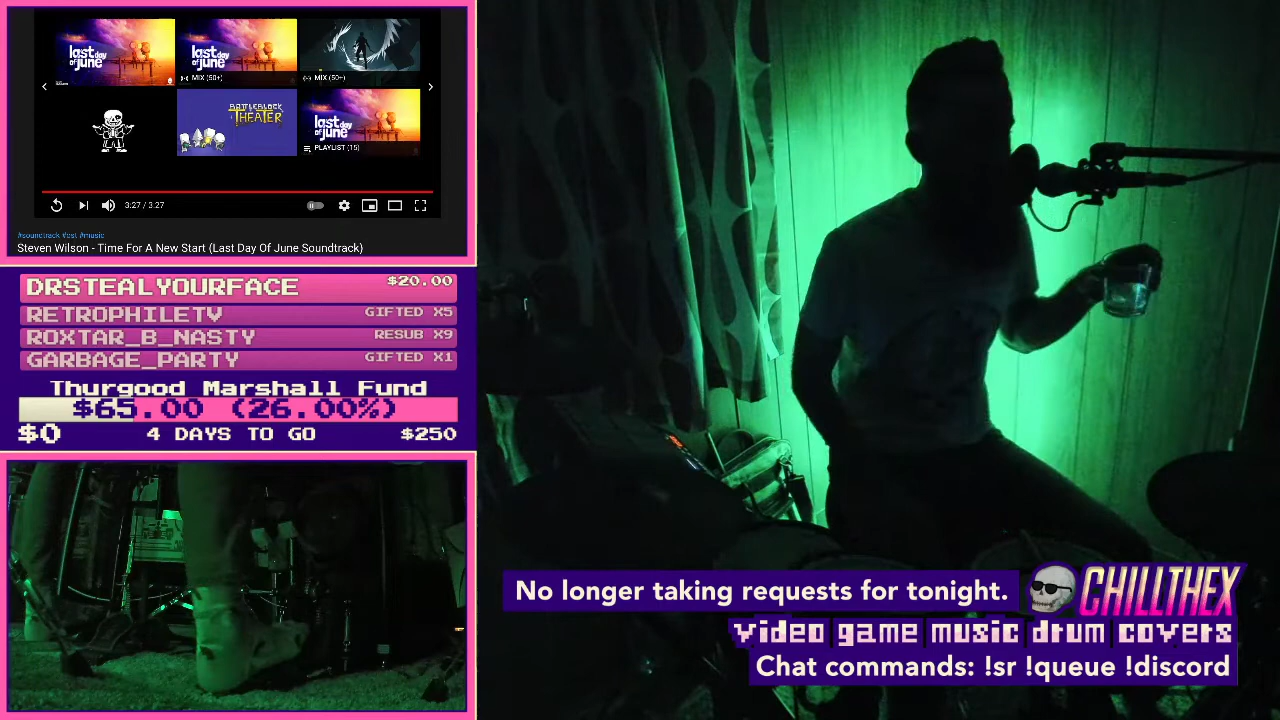 last day of june
last day of june
MIX (50+)
MIX (50+)
BATTLEBLOCK THEATER
last day of june
PLAYLIST (15)
3:27 / 3:27
#soundtrack #ost #music
Steven Wilson - Time For A New Start (Last Day Of June Soundtrack)
DRSTEALYOURFACE $20.00
RETROPHILETV GIFTED X5
ROXTAR_B_NASTY RESUB X9
GARBAGE_PARTY GIFTED X1
Thurgood Marshall Fund
$65.00 (26.00%)
$0 4 DAYS TO GO $250
No longer taking requests for tonight.
CHILLTHEX
video game music drum covers
Chat commands: !sr !queue !discord